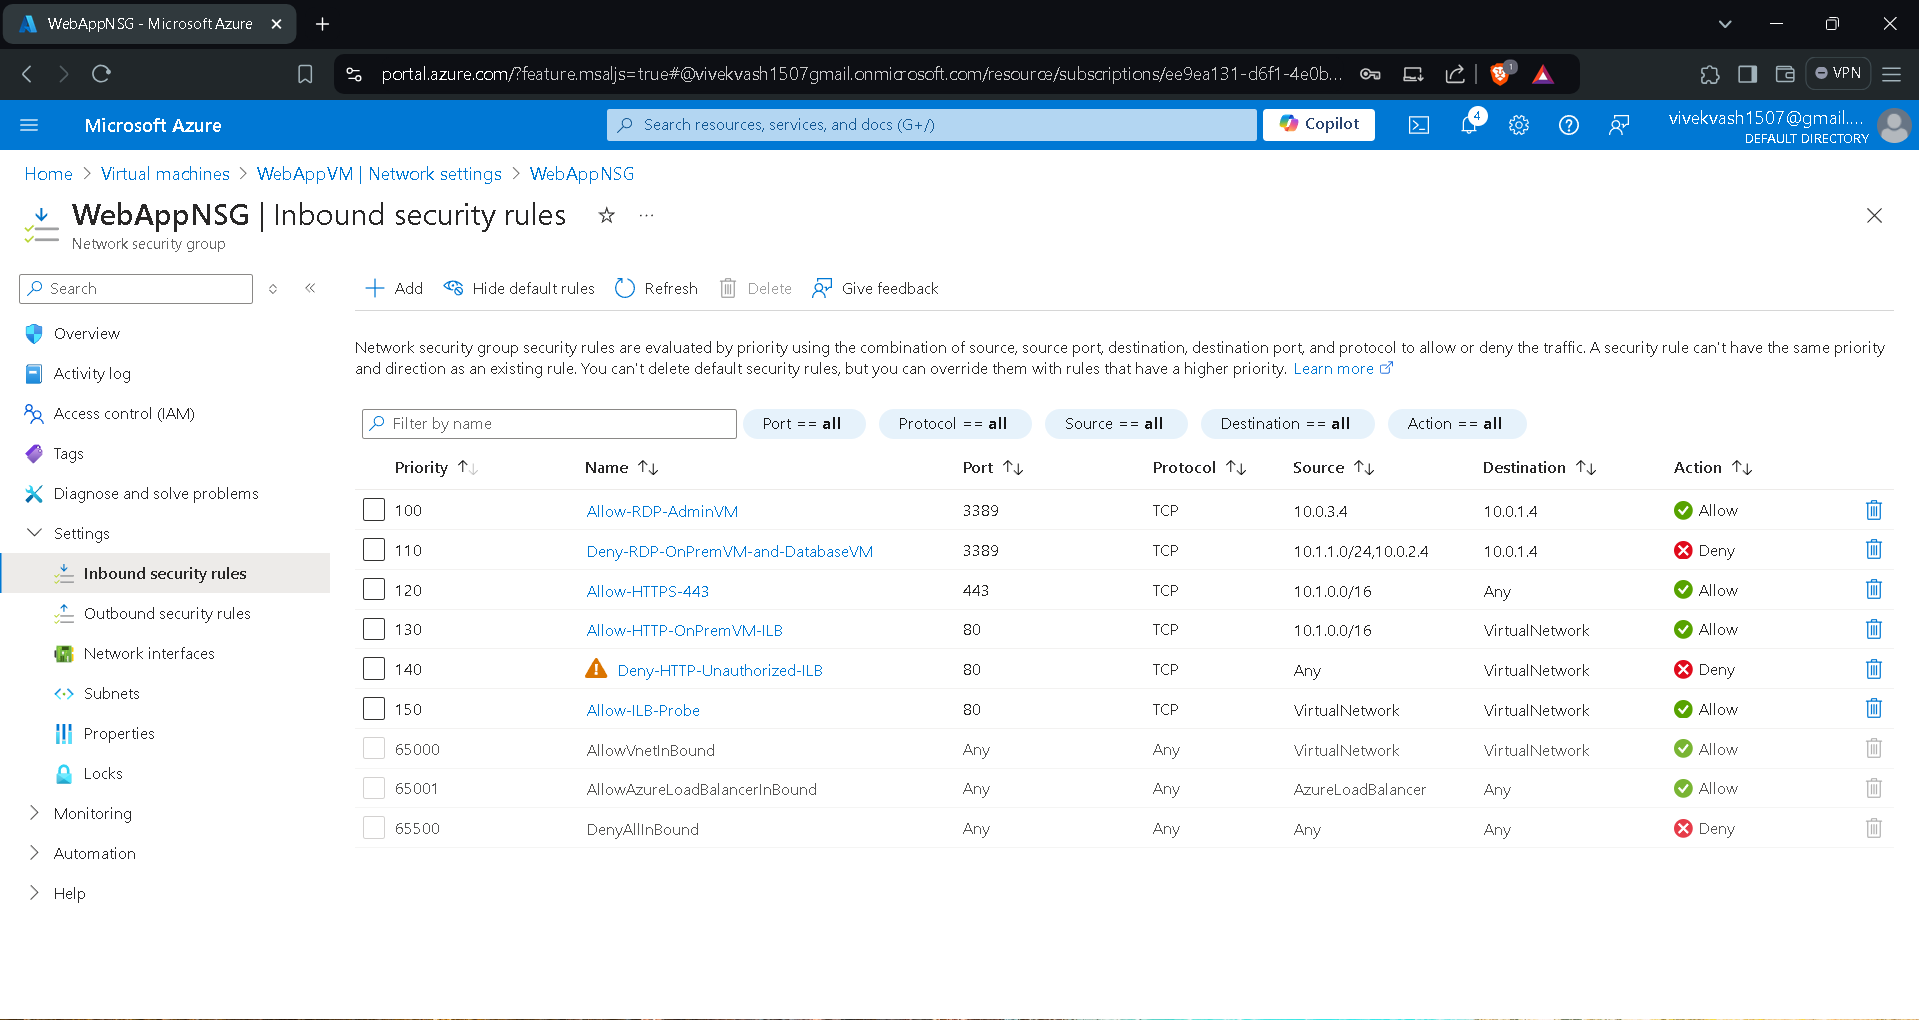 WebAppNSG - Microsoft Azure
portal.azure.com/?feature.msaljs=true#@vivekvash1507gmail.onmicrosoft.com/resource/subscriptions/ee9ea131-d6f1-4e0b...
1
VPN
Microsoft Azure
Search resources, services, and docs (G+/)
Copilot
4
vivekvash1507@gmail....
DEFAULT DIRECTORY
Home > Virtual machines > WebAppVM | Network settings > WebAppNSG
WebAppNSG | Inbound security rules
Network security group
Search
Add Hide default rules Refresh Delete Give feedback
Overview
Activity log
Access control (IAM)
Tags
Diagnose and solve problems
Settings
Inbound security rules
Outbound security rules
Network interfaces
Subnets
Properties
Locks
Monitoring
Automation
Help
Network security group security rules are evaluated by priority using the combination of source, source port, destination, destination port, and protocol to allow or deny the traffic. A security rule can't have the same priority
and direction as an existing rule. You can't delete default security rules, but you can override them with rules that have a higher priority. Learn more
Filter by name Port == all Protocol == all Source == all Destination == all Action == all
Priority Name Port Protocol Source Destination Action
100 Allow-RDP-AdminVM 3389 TCP 10.0.3.4 10.0.1.4 Allow
110 Deny-RDP-OnPremVM-and-DatabaseVM 3389 TCP 10.1.1.0/24,10.0.2.4 10.0.1.4 Deny
120 Allow-HTTPS-443 443 TCP 10.1.0.0/16 Any Allow
130 Allow-HTTP-OnPremVM-ILB 80 TCP 10.1.0.0/16 VirtualNetwork Allow
140 Deny-HTTP-Unauthorized-ILB 80 TCP Any VirtualNetwork Deny
150 Allow-ILB-Probe 80 TCP VirtualNetwork VirtualNetwork Allow
65000 AllowVnetInBound Any Any VirtualNetwork VirtualNetwork Allow
65001 AllowAzureLoadBalancerInBound Any Any AzureLoadBalancer Any Allow
65500 DenyAllInBound Any Any Any Any Deny